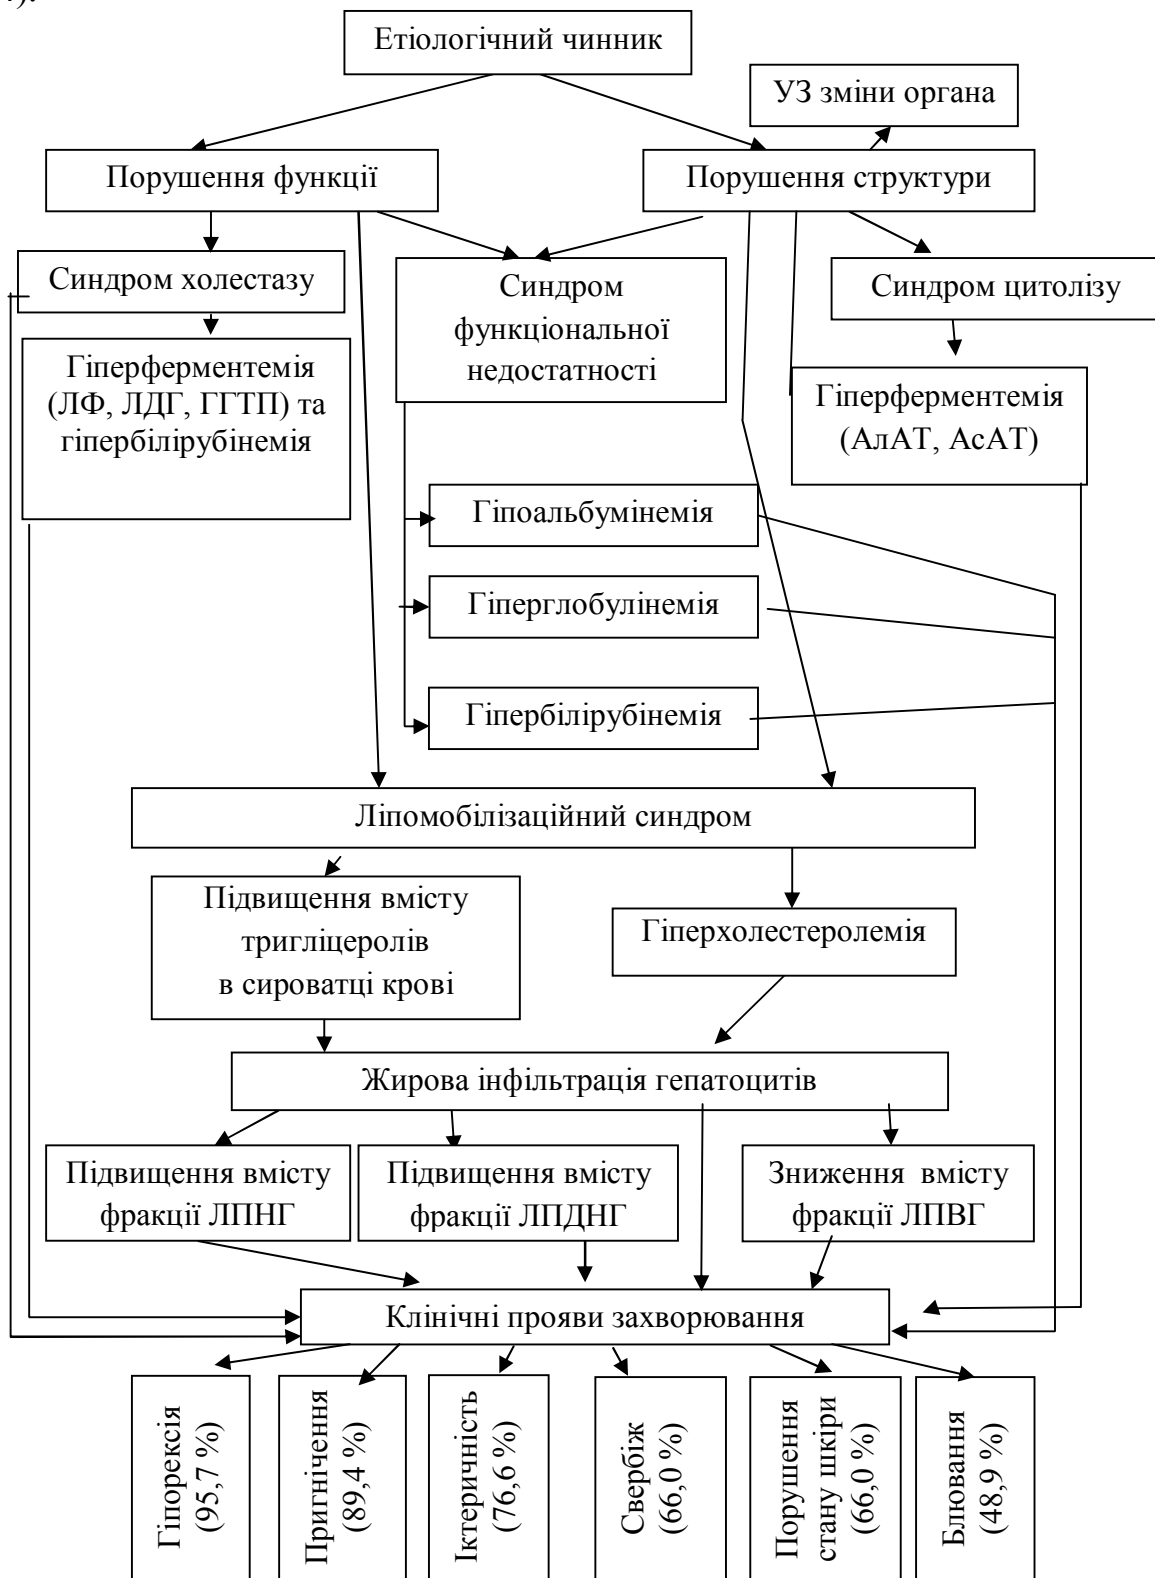 Етіологічний чинник
УЗ зміни органа
Порушення функції
Порушення структури
Синдром холестазу
Синдром
функціональної
недостатності
Синдром цитолізу
Гіперферментемія
(ЛФ, ЛДГ, ГГТП) та
гіпербілірубінемія
Гіперферментемія
(АлАТ, АсАТ)
Гіпоальбумінемія
Гіперглобулінемія
Гіпербілірубінемія
Ліпомобілізаційний синдром
Підвищення вмісту
тригліцеролів
в сироватці крові
Гіперхолестеролемія
Жирова інфільтрація гепатоцитів
Підвищення вмісту
фракції ЛПНГ
Підвищення вмісту
фракції ЛПДНГ
Зниження вмісту
фракції ЛПВГ
Клінічні прояви захворювання
Гіпорексія
(95,7 %)
Пригнічення
(89,4 %)
Іктеричність
(76,6 %)
Свербіж
(66,0 %)
Порушення
стану шкіри
(66,0 %)
Блювання
(48,9 %)